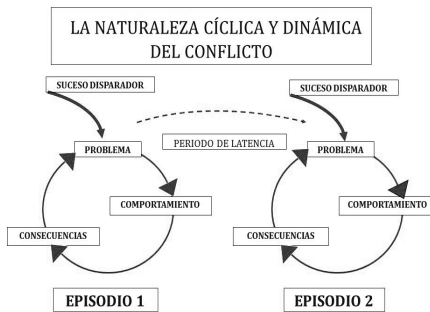 LA NATURALEZA CÍCLICA Y DINÁMICA
DEL CONFLICTO
SUCESO DISPARADOR
SUCESO DISPARADOR
PERIODO DE LATENCIA
PROBLEMA
PROBLEMA
COMPORTAMIENTO
COMPORTAMIENTO
CONSECUENCIAS
CONSECUENCIAS
EPISODIO 1
EPISODIO 2